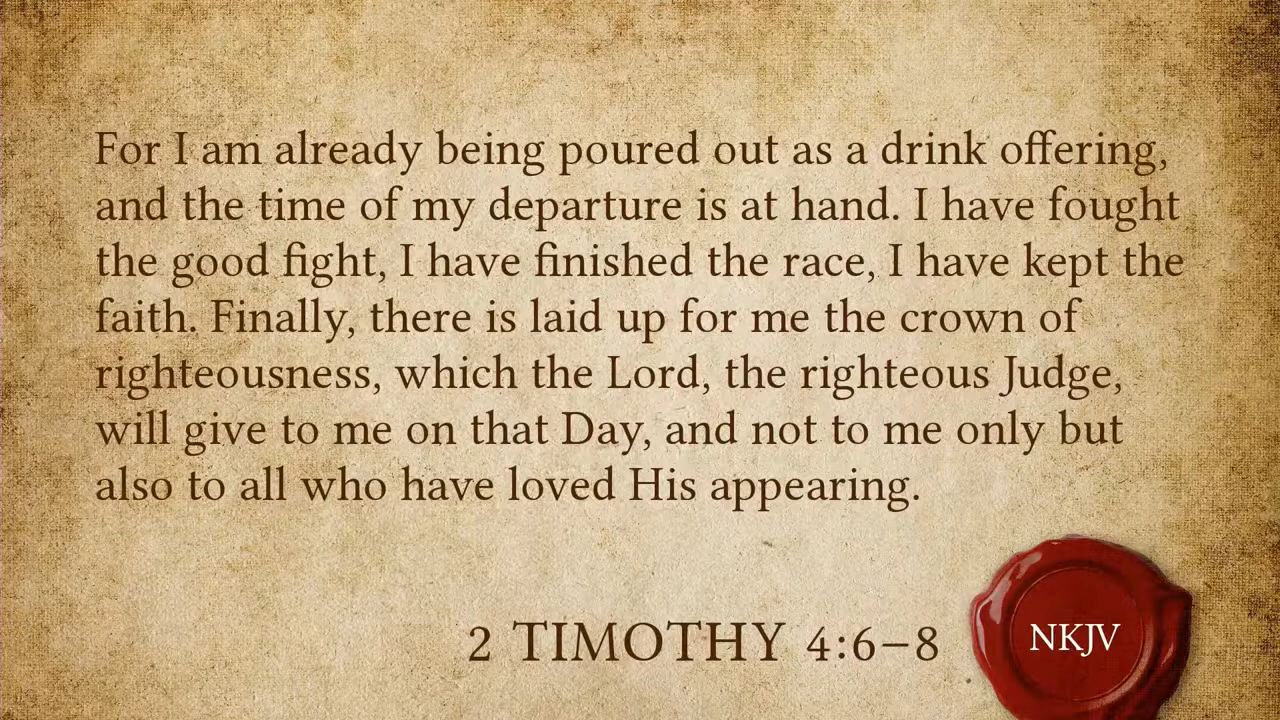 For I am already being poured out as a drink offering,
and the time of my departure is at hand. I have fought
the good fight, I have finished the race, I have kept the
faith. Finally, there is laid up for me the crown of
righteousness, which the Lord, the righteous Judge,
will give to me on that Day, and not to me only but
also to all who have loved His appearing.
2 TIMOTHY 4:6–8
NKJV